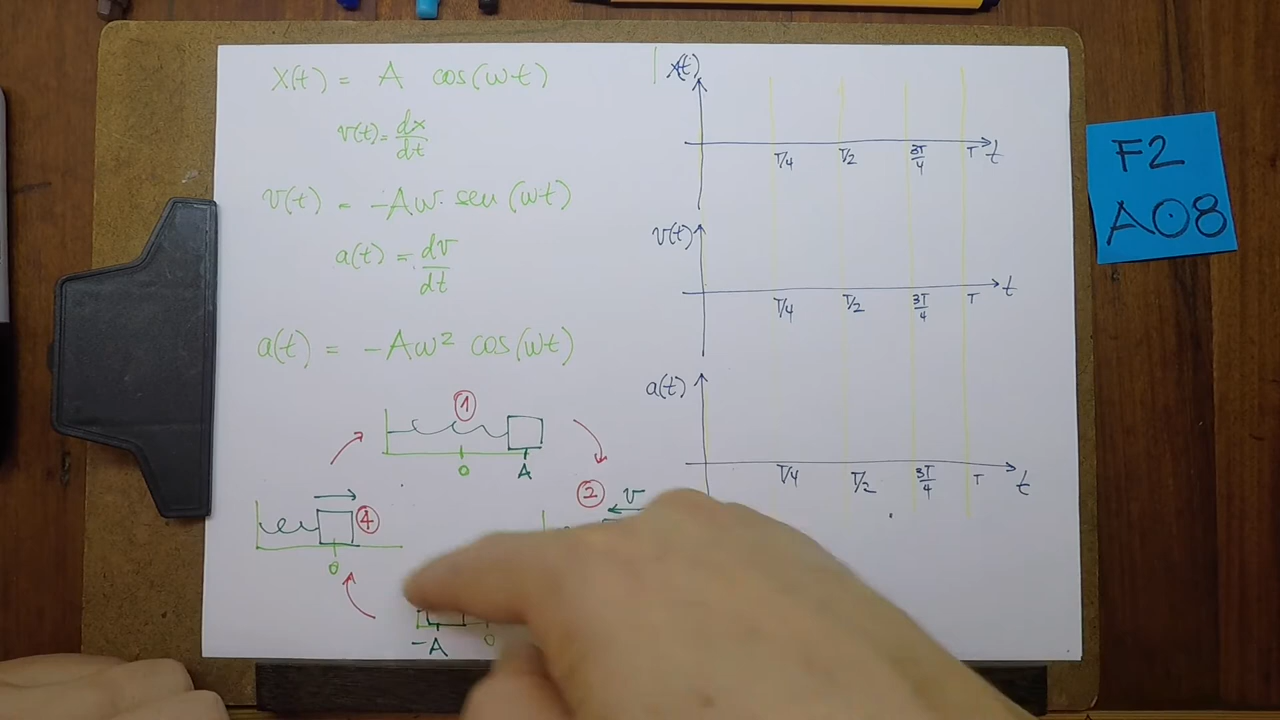 X(t) = A cos(ωt)
v(t) = dx/dt
v(t) = -Aω· sen (ωt)
a(t) = dv/dt
a(t) = -Aω² cos(ωt)
1
0 A
2 v
4
0
-A 0
x(t)
T/4 T/2 3T/4 T t
v(t)
T/4 T/2 3T/4 T t
a(t)
T/4 T/2 3T/4 T t
F2
A08